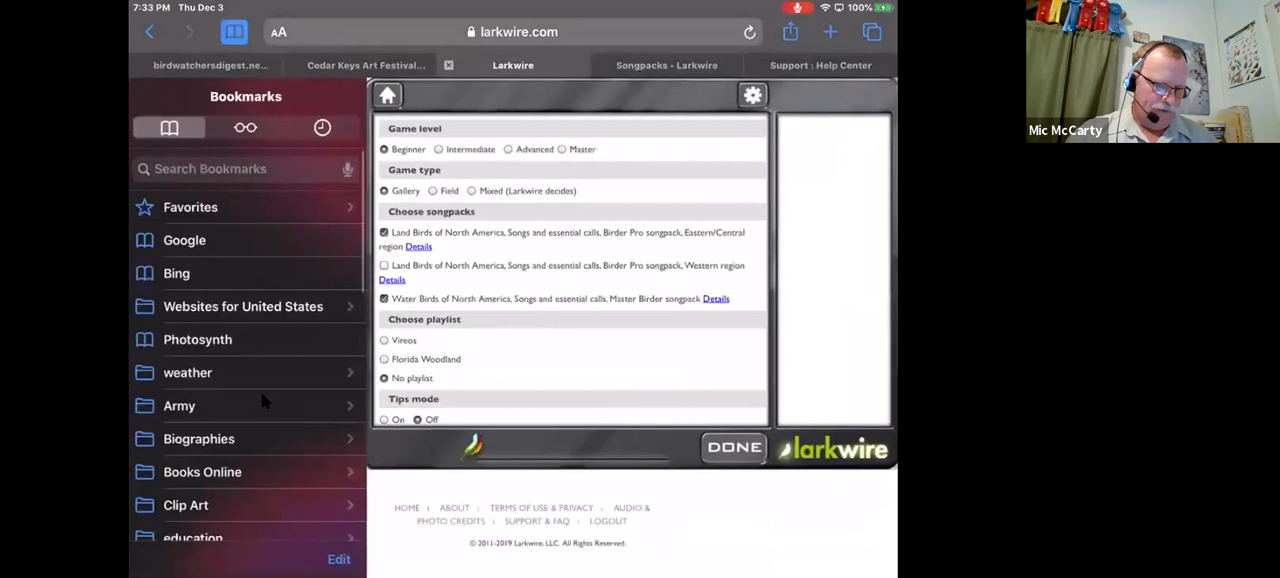 7:33 PM Thu Dec 3
100%
AA
larkwire.com
birdwatchersdigest.ne...
Cedar Keys Art Festival...
Larkwire
Songpacks - Larkwire
Support : Help Center
Bookmarks
Search Bookmarks
Favorites
Google
Bing
Websites for United States
Photosynth
weather
Army
Biographies
Books Online
Clip Art
education
Edit
Game level
Beginner Intermediate Advanced Master
Game type
Gallery Field Mixed (Larkwire decides)
Choose songpacks
Land Birds of North America, Songs and essential calls, Birder Pro songpack, Eastern/Central
region Details
Land Birds of North America, Songs and essential calls, Birder Pro songpack, Western region
Details
Water Birds of North America, Songs and essential calls, Master Birder songpack Details
Choose playlist
Vireos
Florida Woodland
No playlist
Tips mode
On Off
DONE
larkwire
HOME | ABOUT | TERMS OF USE & PRIVACY | AUDIO &
PHOTO CREDITS | SUPPORT & FAQ | LOGOUT
© 2011-2019 Larkwire, LLC. All Rights Reserved.
Mic McCarty